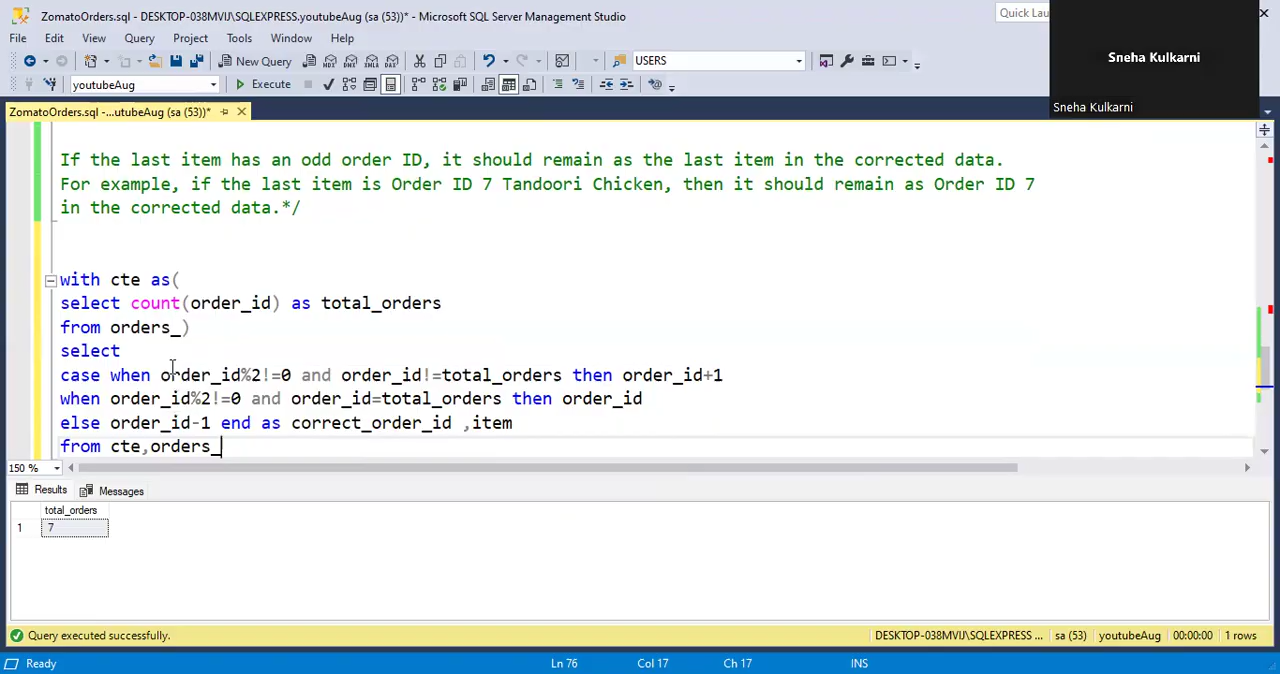 ZomatoOrders.sql - DESKTOP-038MVIJ\SQLEXPRESS.youtubeAug (sa (53))* - Microsoft SQL Server Management Studio
Quick Lau
File Edit View Query Project Tools Window Help
New Query
USERS
youtubeAug
Execute
Sneha Kulkarni
Sneha Kulkarni
ZomatoOrders.sql -...utubeAug (sa (53))*
If the last item has an odd order ID, it should remain as the last item in the corrected data.
For example, if the last item is Order ID 7 Tandoori Chicken, then it should remain as Order ID 7
in the corrected data.*/
with cte as(
select count(order_id) as total_orders
from orders_)
select
case when order_id%2!=0 and order_id!=total_orders then order_id+1
when order_id%2!=0 and order_id=total_orders then order_id
else order_id-1 end as correct_order_id ,item
from cte,orders_
150 %
Results Messages
total_orders
1 7
Query executed successfully.
DESKTOP-038MVIJ\SQLEXPRESS ... sa (53) youtubeAug 00:00:00 1 rows
Ready Ln 76 Col 17 Ch 17 INS